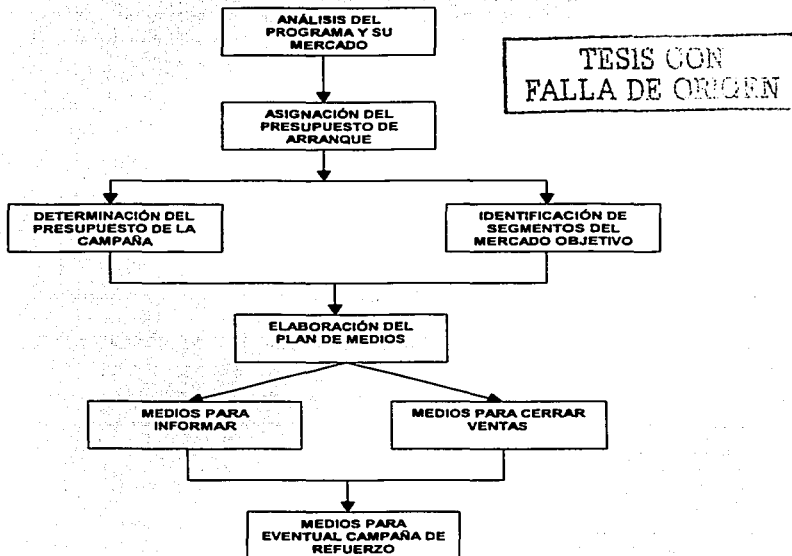 ANÁLISIS DEL
PROGRAMA Y SU
MERCADO
TESIS CON
FALLA DE ORIGEN
ASIGNACIÓN DEL
PRESUPUESTO DE
ARRANQUE
DETERMINACIÓN DEL
PRESUPUESTO DE LA
CAMPAÑA
IDENTIFICACIÓN DE
SEGMENTOS DEL
MERCADO OBJETIVO
ELABORACIÓN DEL
PLAN DE MEDIOS
MEDIOS PARA
INFORMAR
MEDIOS PARA CERRAR
VENTAS
MEDIOS PARA
EVENTUAL CAMPAÑA DE
REFUERZO